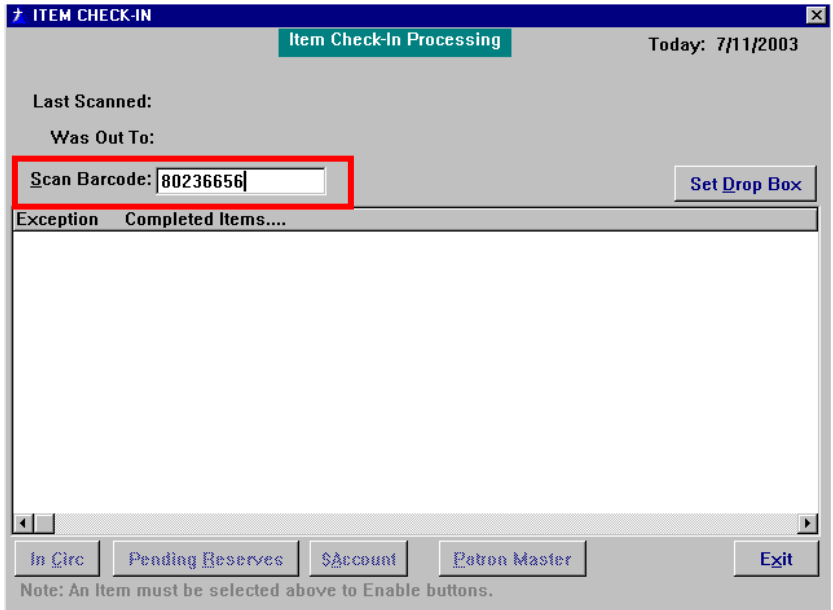 ITEM CHECK-IN
Item Check-In Processing
Today: 7/11/2003
Last Scanned:
Was Out To:
Scan Barcode: 80236656
Set Drop Box
Exception Completed Items....
In Circ Pending Reserves $Account Patron Master Exit
Note: An Item must be selected above to Enable buttons.